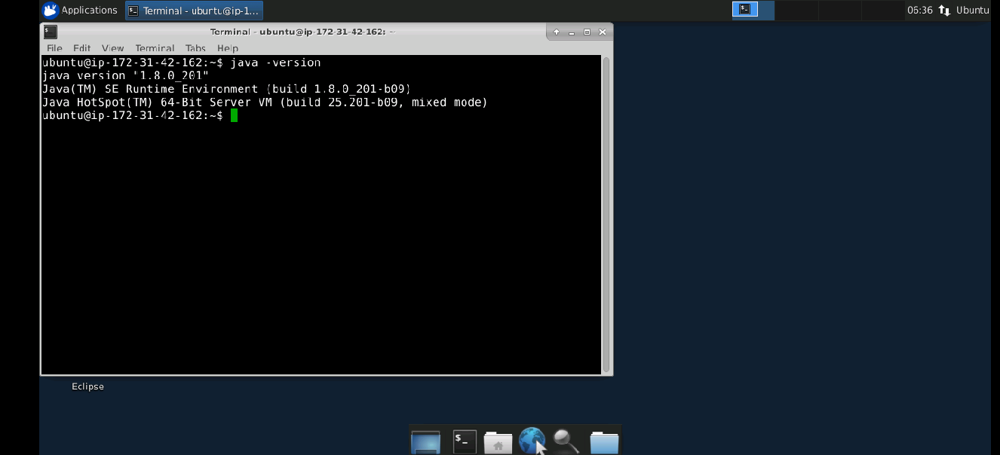 Applications
Terminal - ubuntu@ip-1...
06:36
Ubuntu
Terminal - ubuntu@ip-172-31-42-162: ~
File Edit View Terminal Tabs Help
ubuntu@ip-172-31-42-162:~$ java -version
java version "1.8.0_201"
Java(TM) SE Runtime Environment (build 1.8.0_201-b09)
Java HotSpot(TM) 64-Bit Server VM (build 25.201-b09, mixed mode)
ubuntu@ip-172-31-42-162:~$
Eclipse
$_